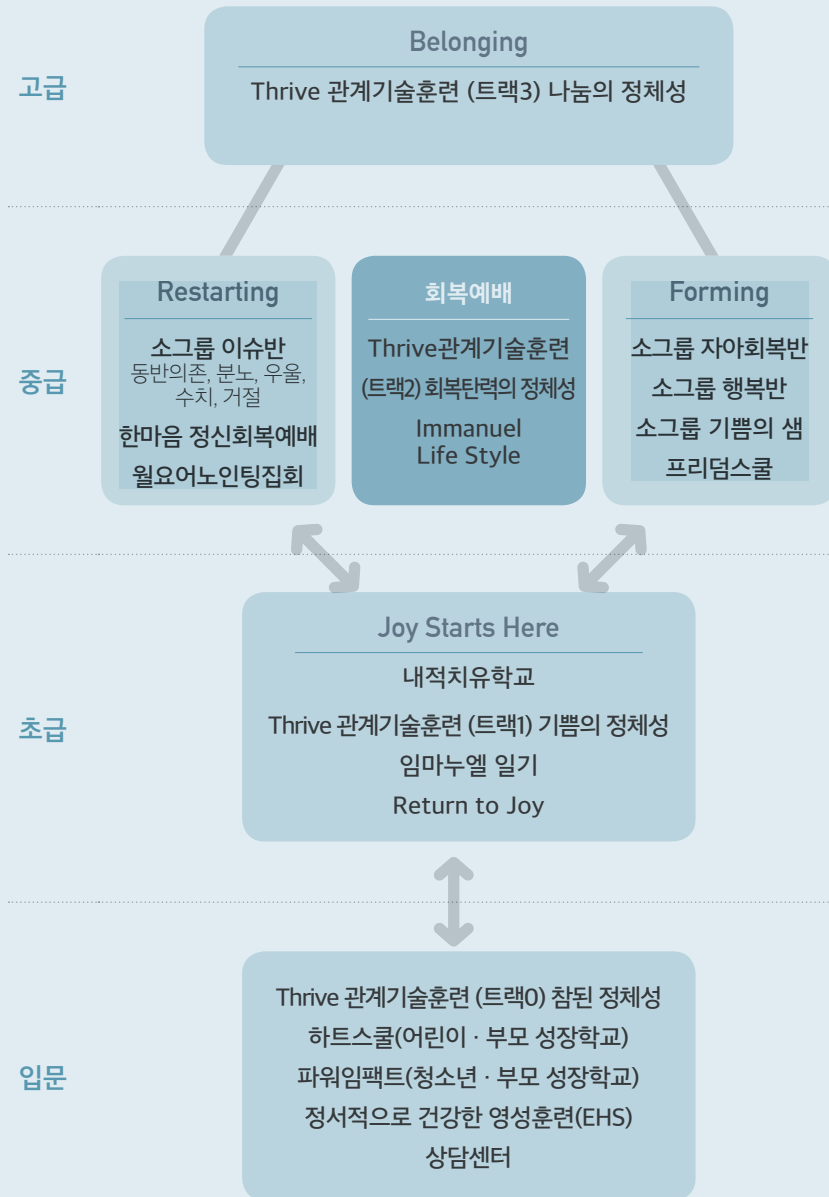 고급
Belonging
Thrive 관계기술훈련 (트랙3) 나눔의 정체성
중급
Restarting
소그룹 이슈반
동반의존, 분노, 우울,
수치, 거절
한마음 정신회복예배
월요어노인팅집회
회복예배
Thrive관계기술훈련
(트랙2) 회복탄력의 정체성
Immanuel
Life Style
Forming
소그룹 자아회복반
소그룹 행복반
소그룹 기쁨의 샘
프리덤스쿨
초급
Joy Starts Here
내적치유학교
Thrive 관계기술훈련 (트랙1) 기쁨의 정체성
임마누엘 일기
Return to Joy
입문
Thrive 관계기술훈련 (트랙0) 참된 정체성
하트스쿨(어린이 · 부모 성장학교)
파워임팩트(청소년 · 부모 성장학교)
정서적으로 건강한 영성훈련(EHS)
상담센터